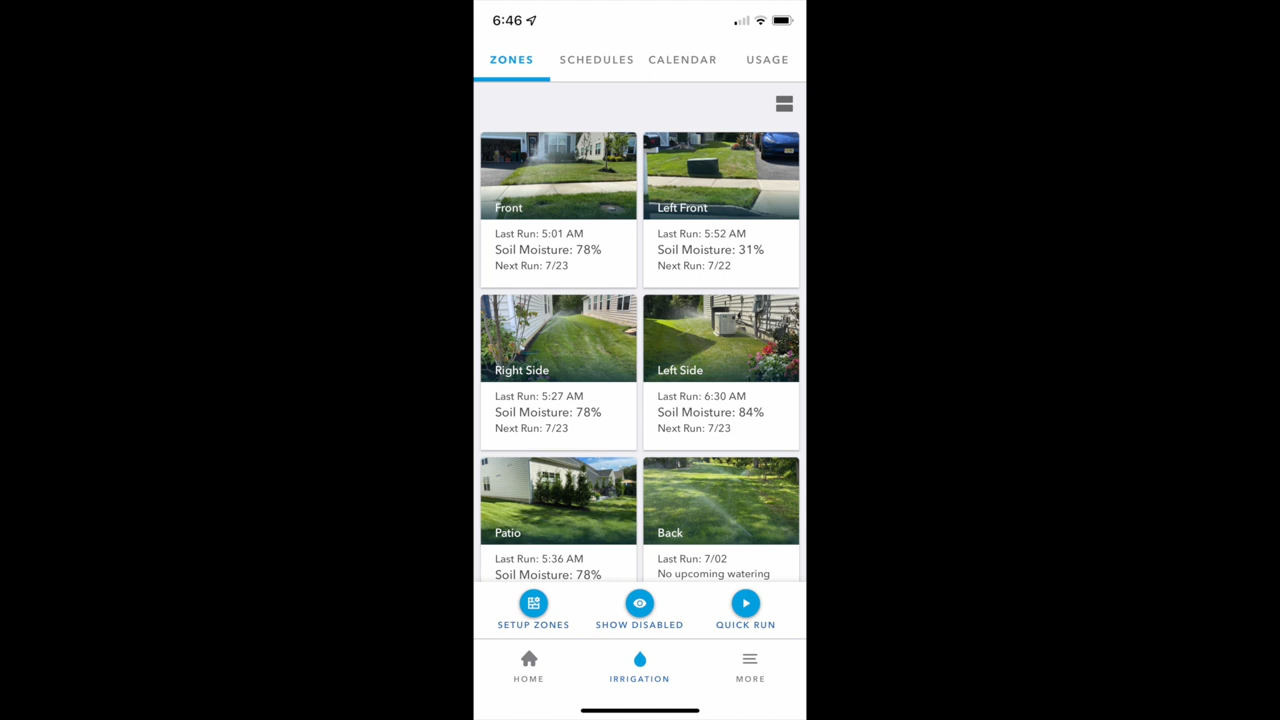 6:46
ZONES SCHEDULES CALENDAR USAGE
Front
Last Run: 5:01 AM
Soil Moisture: 78%
Next Run: 7/23
Left Front
Last Run: 5:52 AM
Soil Moisture: 31%
Next Run: 7/22
Right Side
Last Run: 5:27 AM
Soil Moisture: 78%
Next Run: 7/23
Left Side
Last Run: 6:30 AM
Soil Moisture: 84%
Next Run: 7/23
Patio
Last Run: 5:36 AM
Soil Moisture: 78%
Back
Last Run: 7/02
No upcoming watering
SETUP ZONES SHOW DISABLED QUICK RUN
HOME IRRIGATION MORE